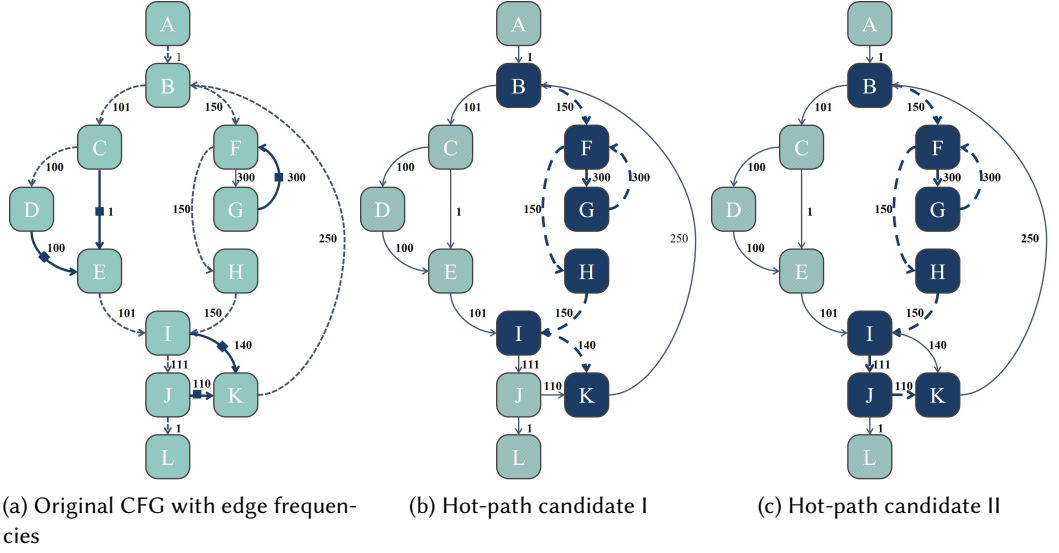 A
1
B
101
150
C
F
100
300
300
D
1
G
150
100
250
E
H
101
150
I
140
111
110
J
K
1
L
(a) Original CFG with edge frequen-
cies
A
1
B
101
150
C
F
100
300
300
D
1
G
150
100
250
E
H
101
150
I
140
111
110
J
K
1
L
(b) Hot-path candidate I
A
1
B
101
150
C
F
100
300
300
D
1
G
150
100
250
E
H
101
150
I
140
111
110
J
K
1
L
(c) Hot-path candidate II